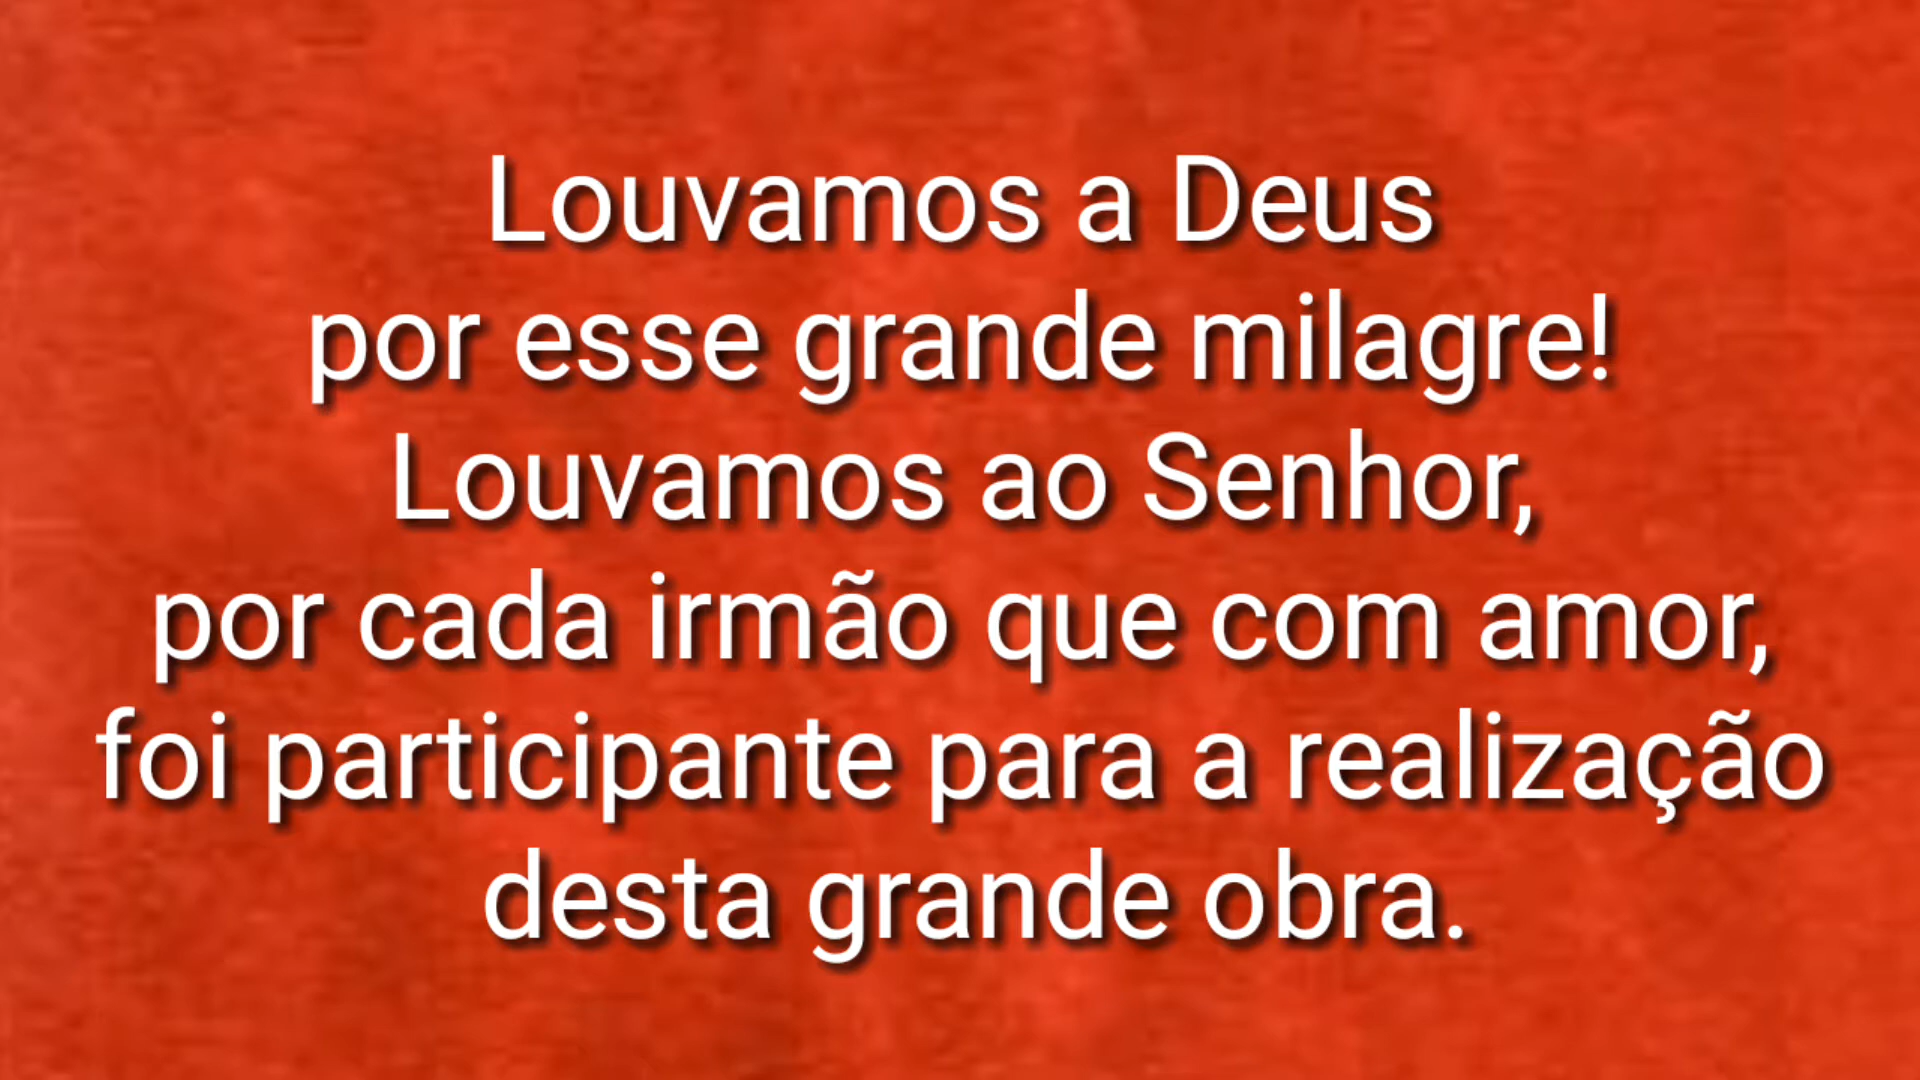 Louvamos a Deus
por esse grande milagre!
Louvamos ao Senhor,
por cada irmão que com amor,
foi participante para a realização
desta grande obra.